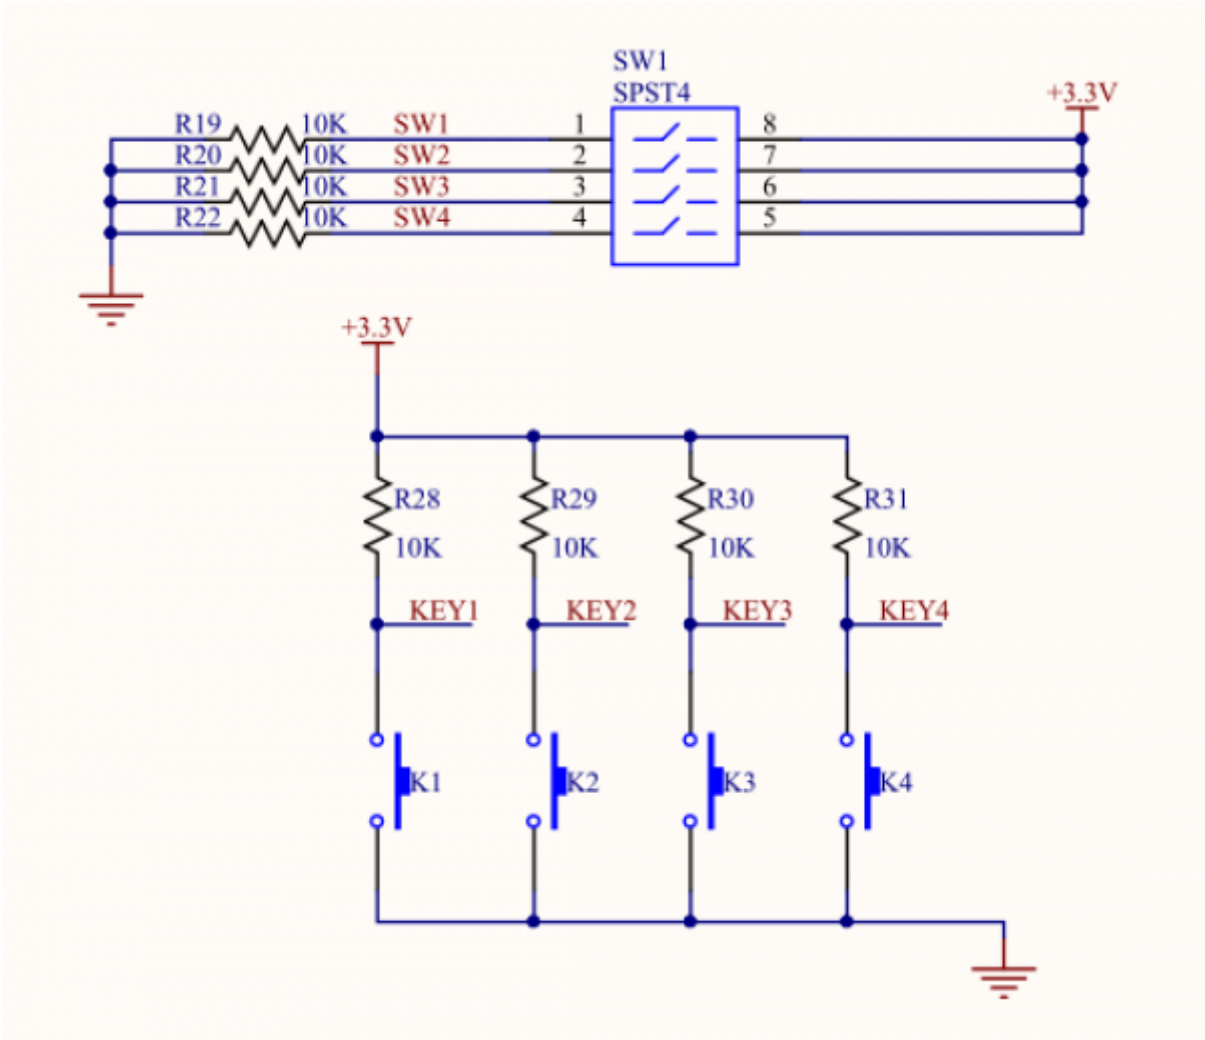 SW1
SPST4
+3.3V
R19 10K SW1 1 8
R20 10K SW2 2 7
R21 10K SW3 3 6
R22 10K SW4 4 5
+3.3V
R28 R29 R30 R31
10K 10K 10K 10K
KEY1 KEY2 KEY3 KEY4
K1 K2 K3 K4